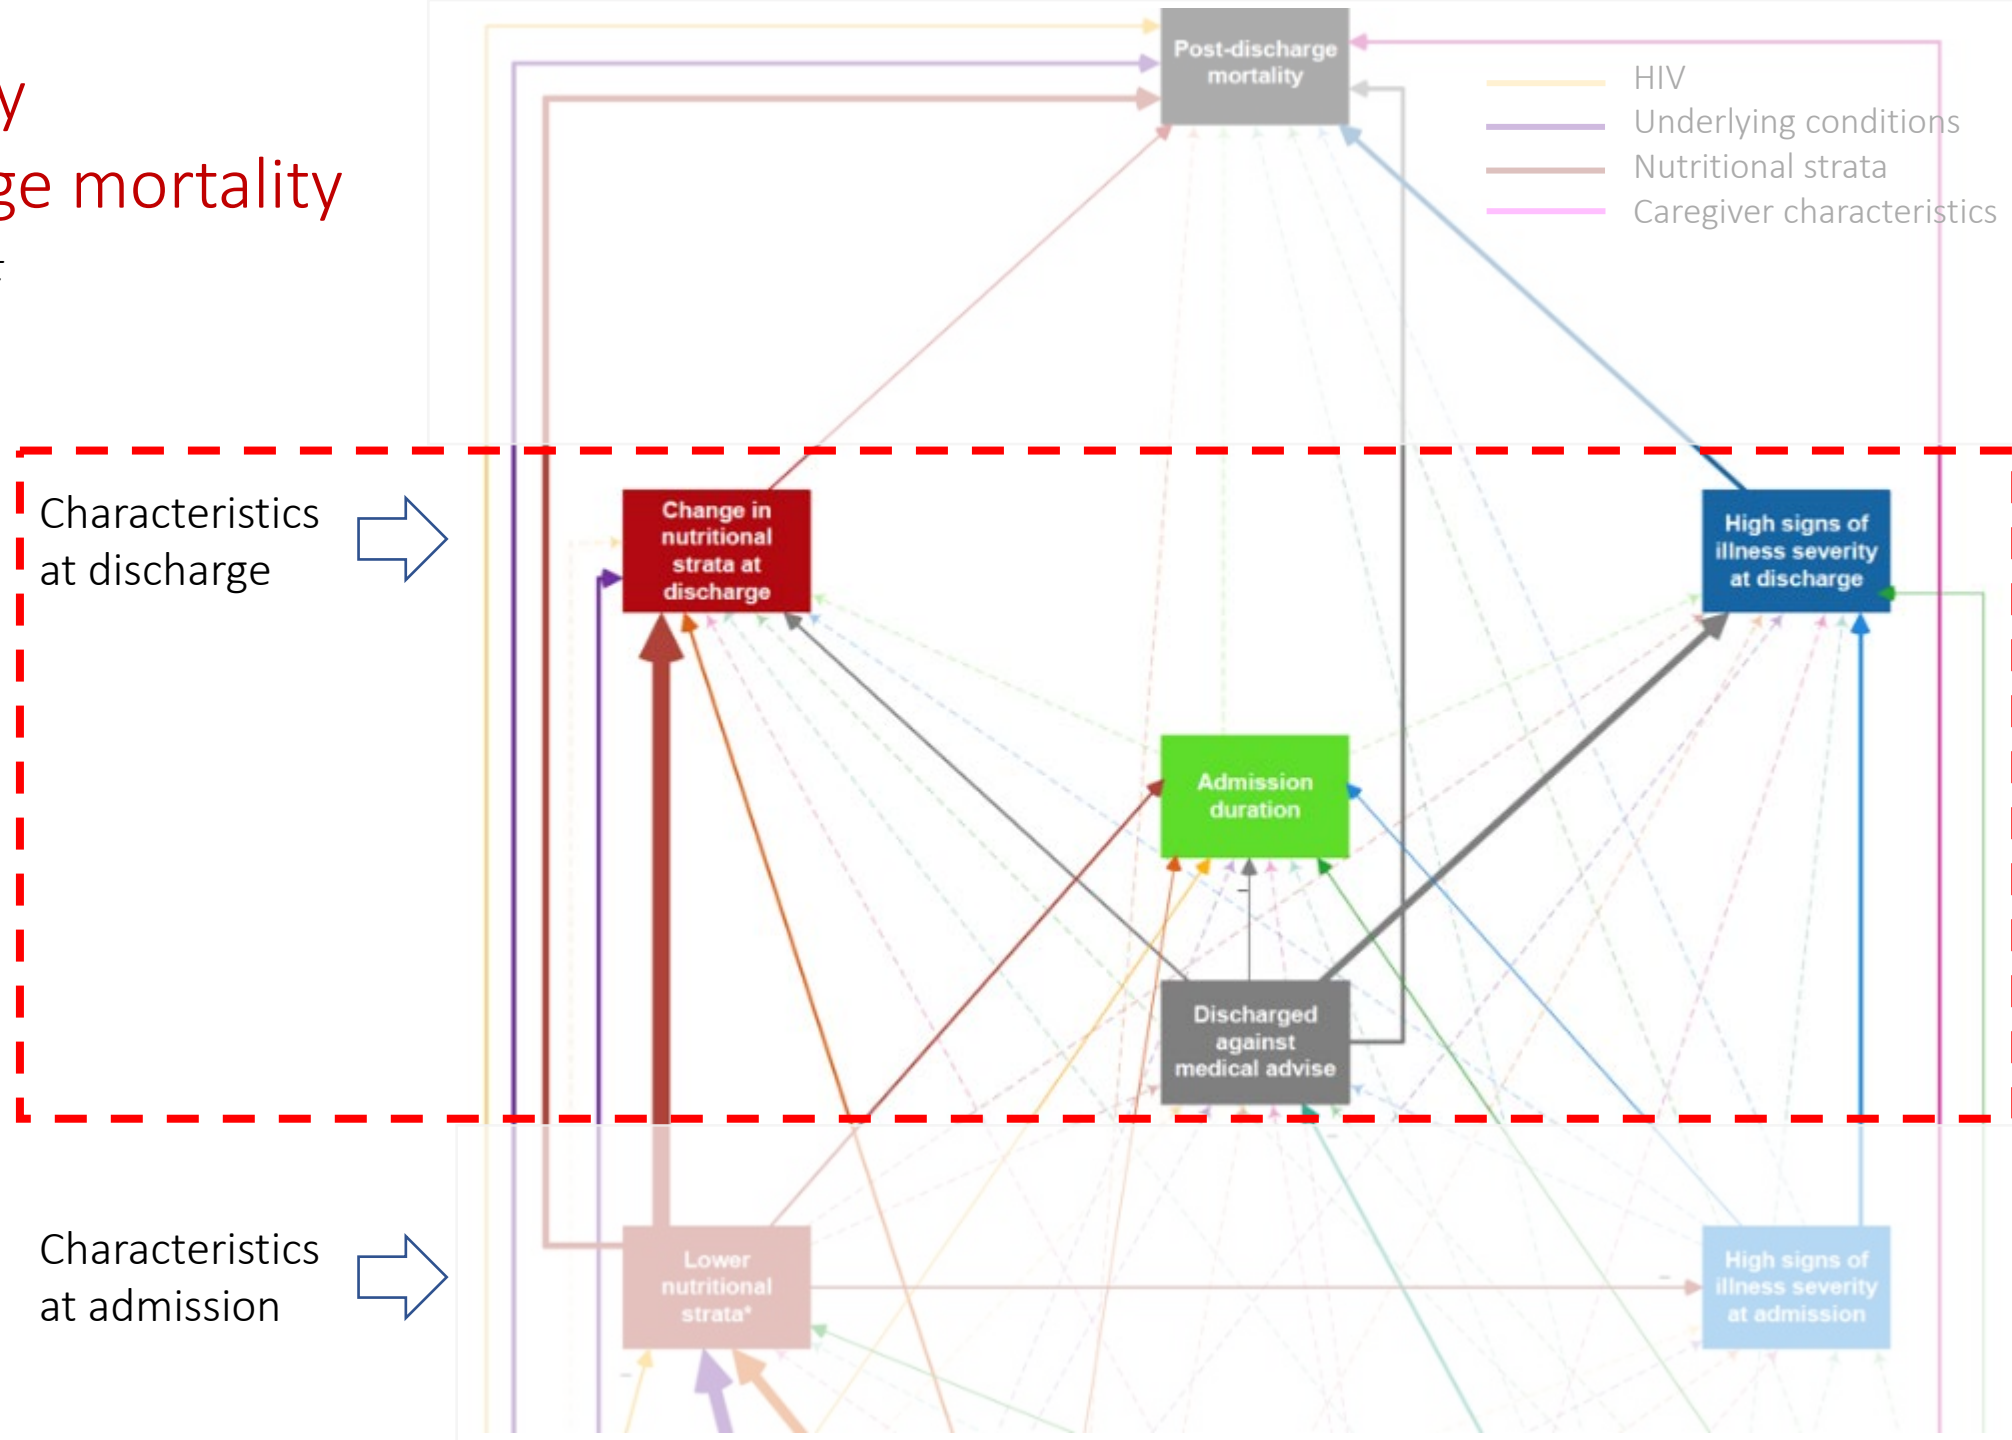 y
ge mortality
Post-discharge
mortality
HIV
Underlying conditions
Nutritional strata
Caregiver characteristics
Characteristics
at discharge
Change in
nutritional
strata at
discharge
High signs of
illness severity
at discharge
Admission
duration
Discharged
against
medical advise
Characteristics
at admission
Lower
nutritional
strata*
High signs of
illness severity
at admission